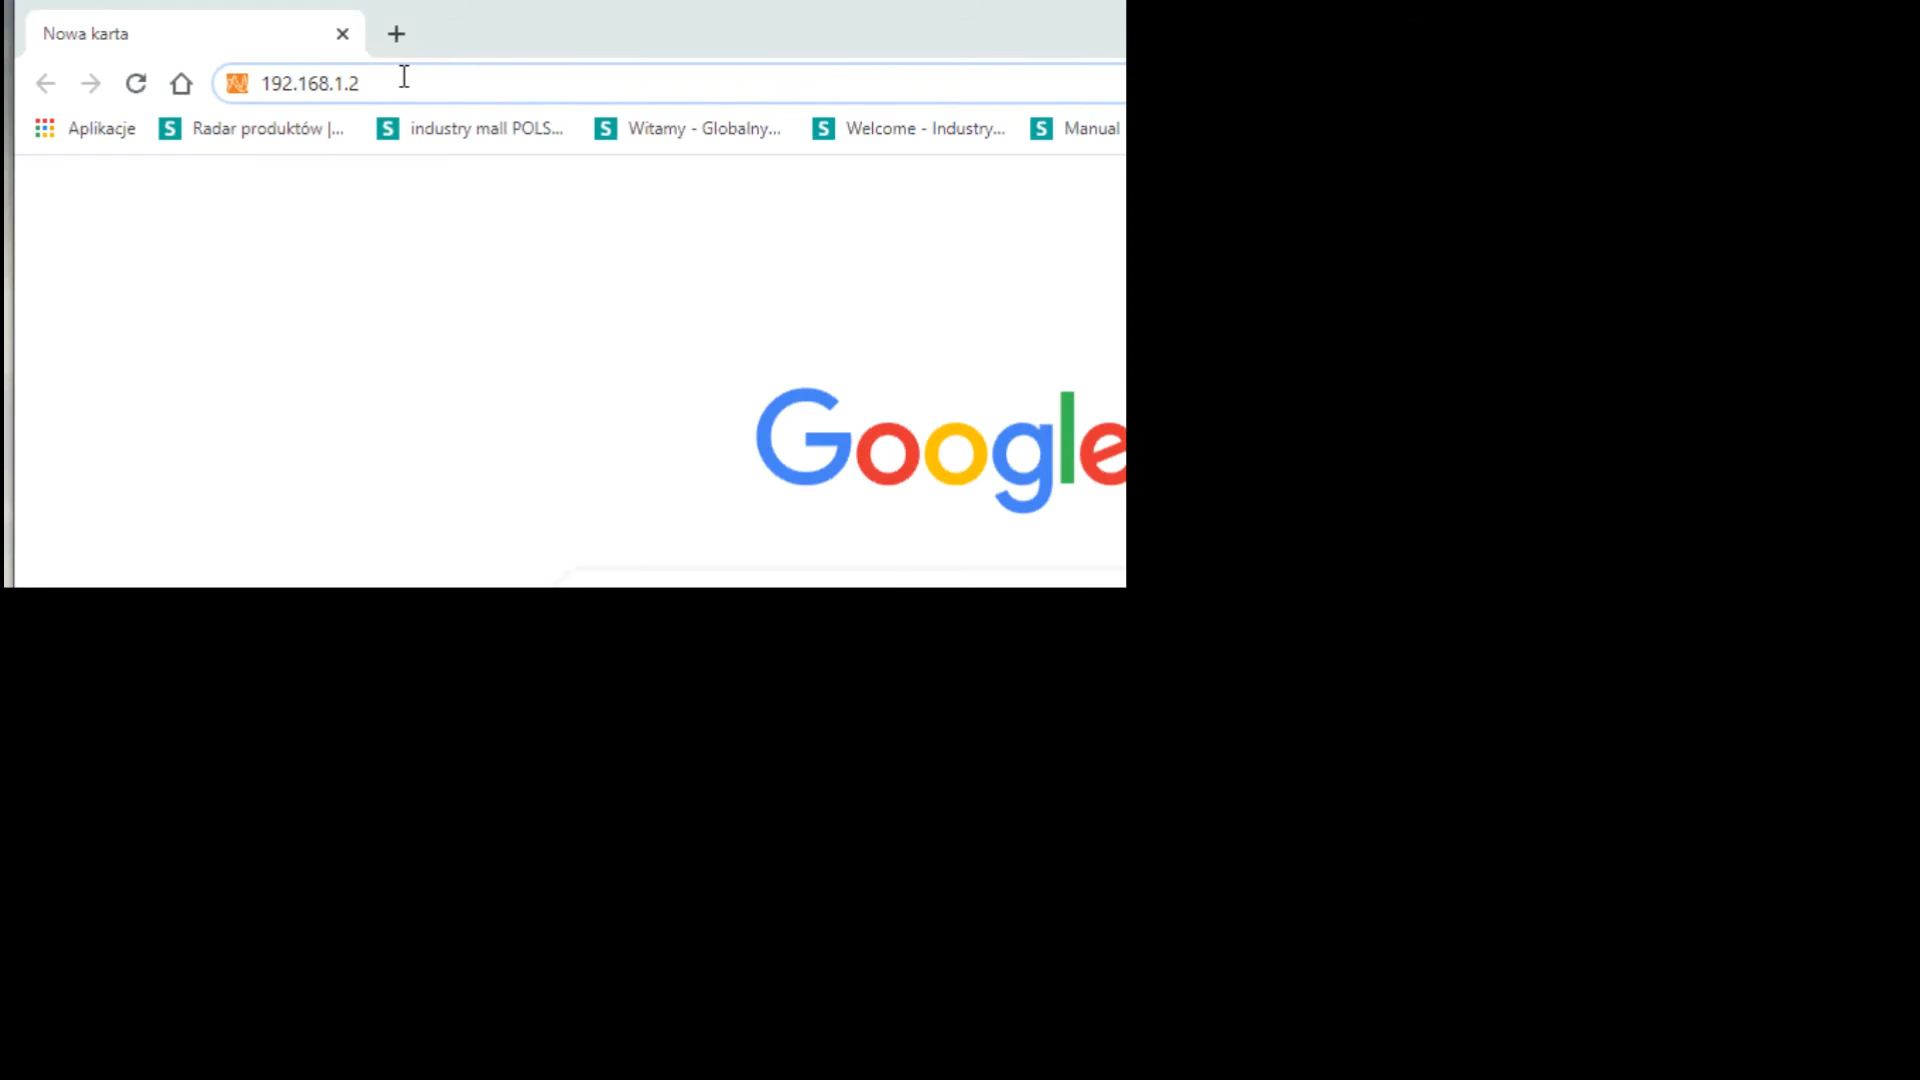 Nowa karta
192.168.1.2
Aplikacje S Radar produktów |... S industry mall POLS... S Witamy - Globalny... S Welcome - Industry... S Manual
Google